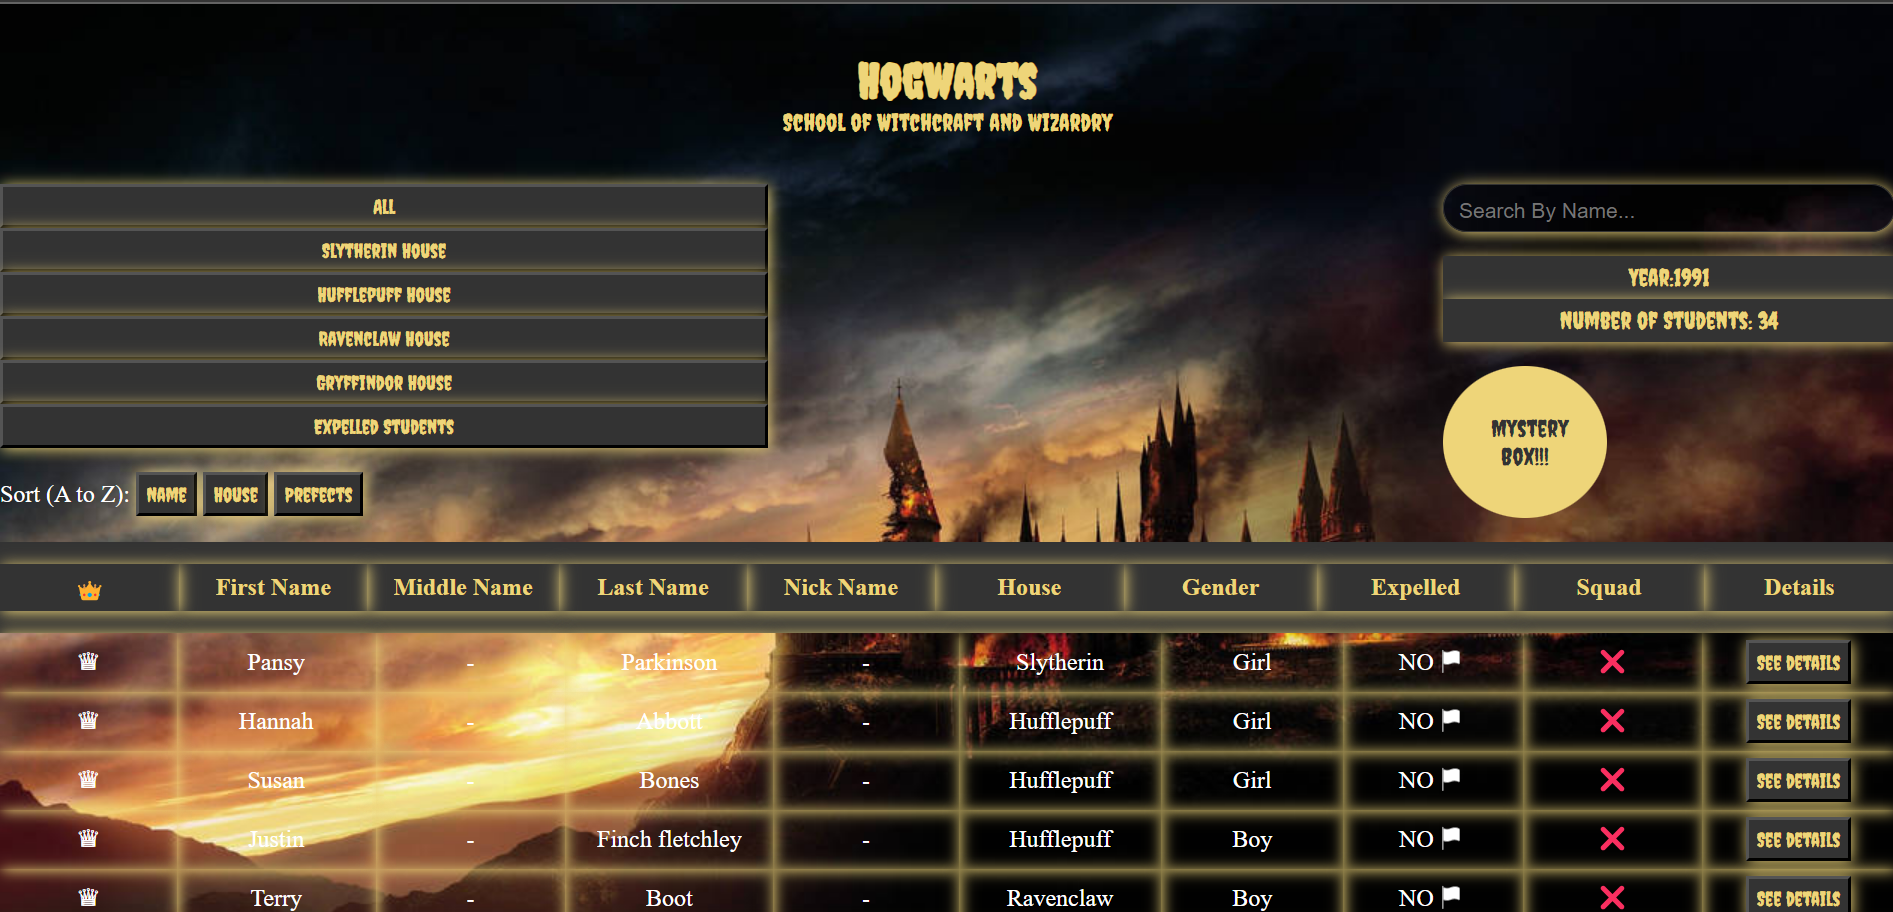 HOGWARTS
SCHOOL OF WITCHCRAFT AND WIZARDRY
ALL
SLYTHERIN HOUSE
HUFFLEPUFF HOUSE
RAVENCLAW HOUSE
GRYFFINDOR HOUSE
EXPELLED STUDENTS
Search By Name...
YEAR:1991
NUMBER OF STUDENTS: 34
MYSTERY
BOX!!!
Sort (A to Z): NAME HOUSE PREFECTS
First Name Middle Name Last Name Nick Name House Gender Expelled Squad Details
Pansy - Parkinson - Slytherin Girl NO SEE DETAILS
Hannah - Abbott - Hufflepuff Girl NO SEE DETAILS
Susan - Bones - Hufflepuff Girl NO SEE DETAILS
Justin - Finch fletchley - Hufflepuff Boy NO SEE DETAILS
Terry - Boot - Ravenclaw Boy NO SEE DETAILS